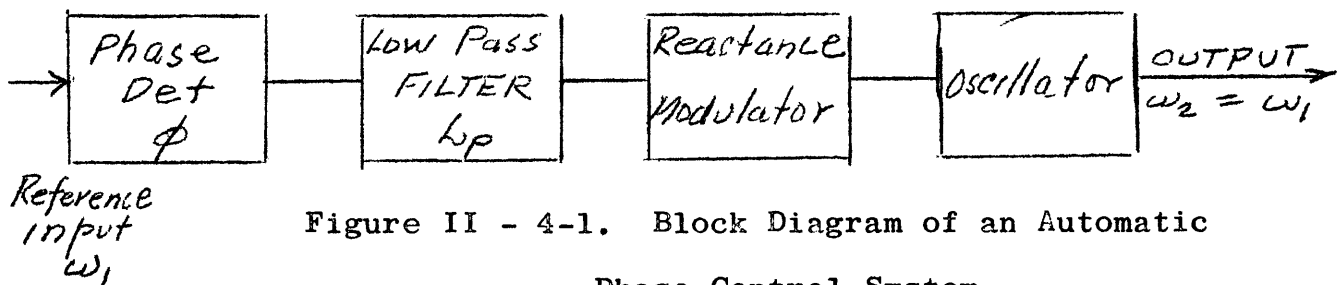 Phase
Det
φ
Low Pass
FILTER
Lp
Reactance
Modulator
Oscillator
OUTPUT
ω₂ = ω₁
Reference
input
ω₁
Figure II - 4-1. Block Diagram of an Automatic
Phase Control System